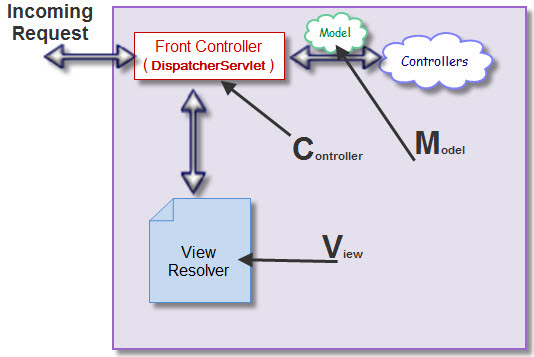 Incoming
Request
Front Controller
( DispatcherServlet )
Model
Controllers
Controller
Model
View
Resolver
View